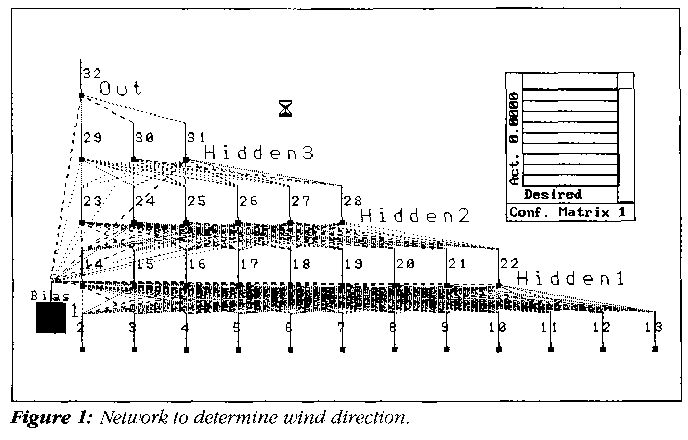 32
Out
29 30 31
Hidden3
23 24 25 26 27 28
Hidden2
14 15 16 17 18 19 20 21 22
Hidden1
Bias
1
2 3 4 5 6 7 8 9 10 11 12 13
Act. 0.0000
Desired
Conf. Matrix 1
Figure 1: Network to determine wind direction.